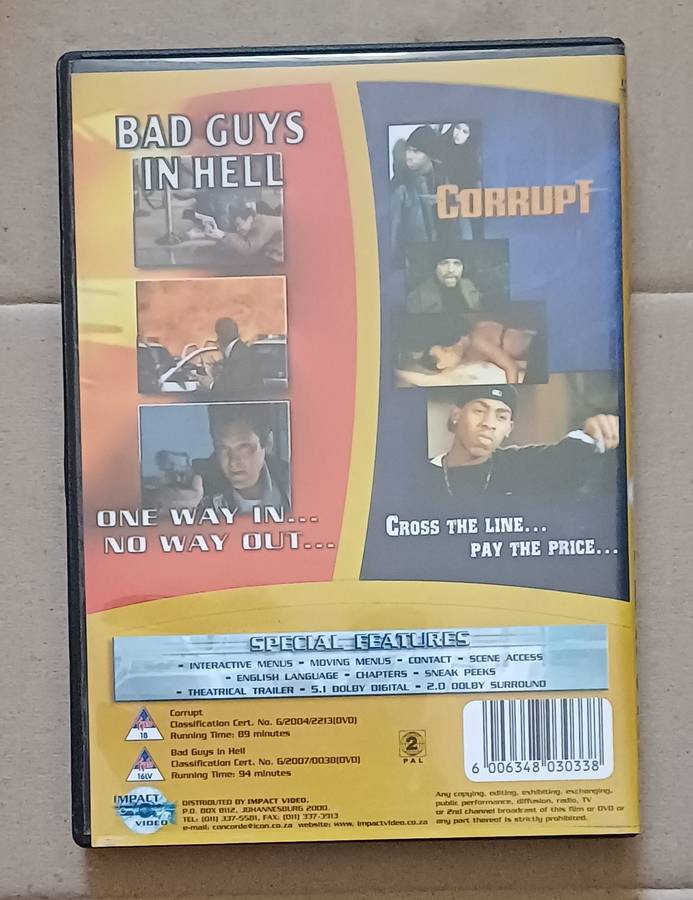 BAD GUYS
IN HELL
CORRUPT
ONE WAY IN...
NO WAY OUT...
CROSS THE LINE...
PAY THE PRICE...
SPECIAL FEATURES
- INTERACTIVE MENUS - MOVING MENUS - CONTACT - SCENE ACCESS
- ENGLISH LANGUAGE - CHAPTERS - SNEAK PEEKS
- THEATRICAL TRAILER - 5.1 DOLBY DIGITAL - 2.0 DOLBY SURROUND
18
Corrupt
Classification Cert. No. 6/2004/2213(DVD)
Running Time: 89 minutes
16LV
Bad Guys in Hell
Classification Cert. No. 6/2007/0038(DVD)
Running Time: 94 minutes
2
PAL
6 006348 030338
IMPACT
VIDEO
DISTRIBUTED BY IMPACT VIDEO.
P.O. BOX 8112, JOHANNESBURG 2000.
TEL: (011) 337-5581, FAX: (011) 337-3913
e-mail: concorde@icon.co.za website: www.impactvideo.co.za
Any copying, editing, exhibiting, exchanging,
public performance, diffusion, radio, TV
or 2nd channel broadcast of this film or DVD or
any part thereof is strictly prohibited.